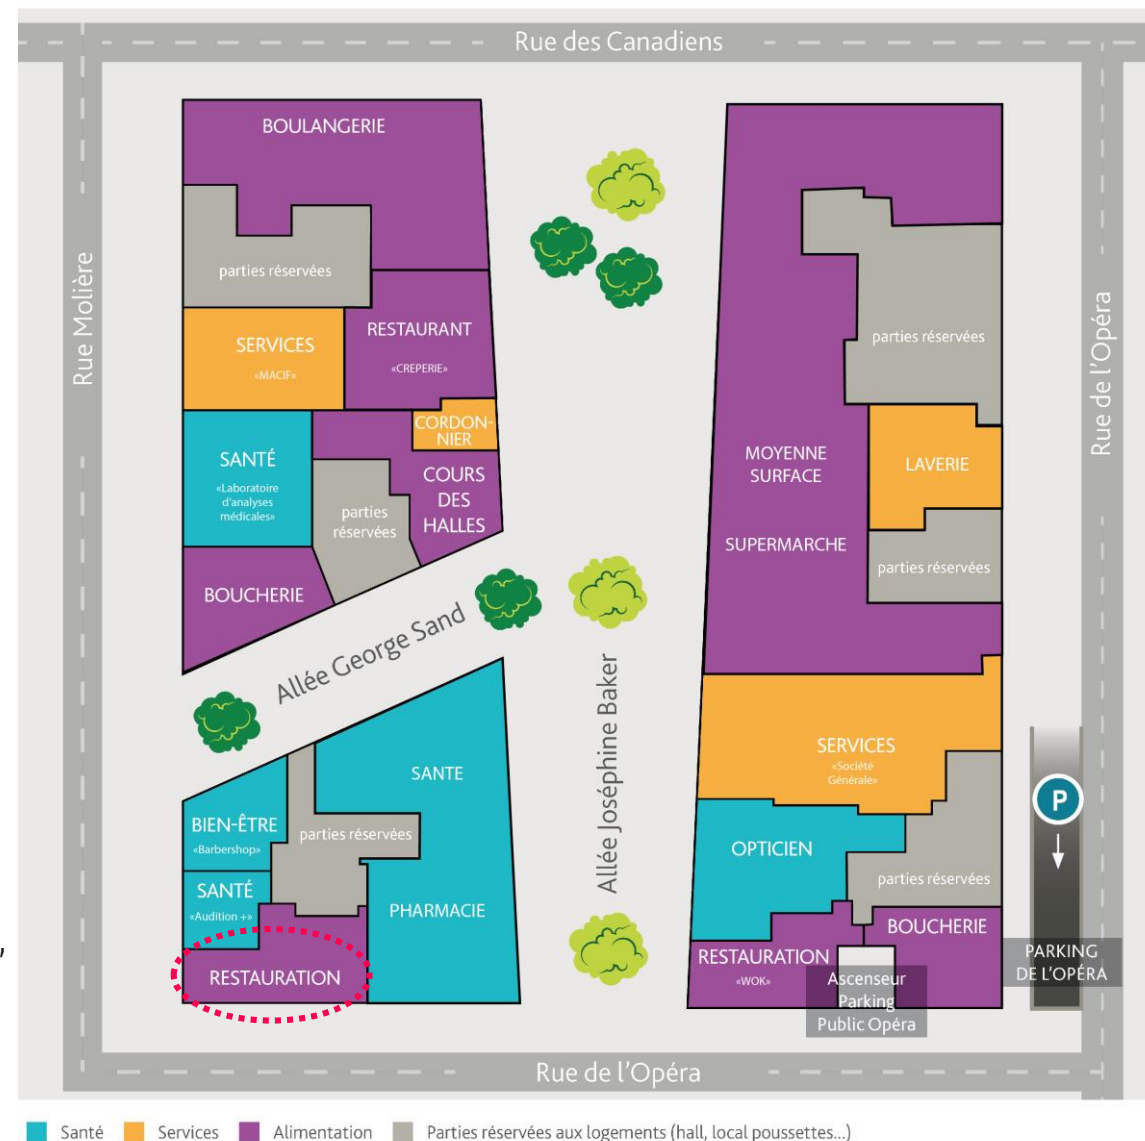 Rue des Canadiens
Rue Molière
BOULANGERIE
parties réservées
SERVICES
«MACIF»
RESTAURANT
«CREPERIE»
CORDON-
NIER
SANTÉ
«Laboratoire
d'analyses
médicales»
COURS
DES
HALLES
parties
réservées
BOUCHERIE
Allée George Sand
Allée Joséphine Baker
SANTE
PHARMACIE
BIEN-ÊTRE
«Barbershop»
parties réservées
SANTÉ
«Audition +»
RESTAURATION
,
parties réservées
MOYENNE
SURFACE
SUPERMARCHE
LAVERIE
parties réservées
SERVICES
«Société
Générale»
OPTICIEN
parties réservées
RESTAURATION
«WOK»
BOUCHERIE
Ascenseur
Parking
Public Opéra
P
PARKING
DE L'OPÉRA
Rue de l'Opéra
Rue de l'Opéra
Santé Services Alimentation Parties réservées aux logements (hall, local poussettes...)